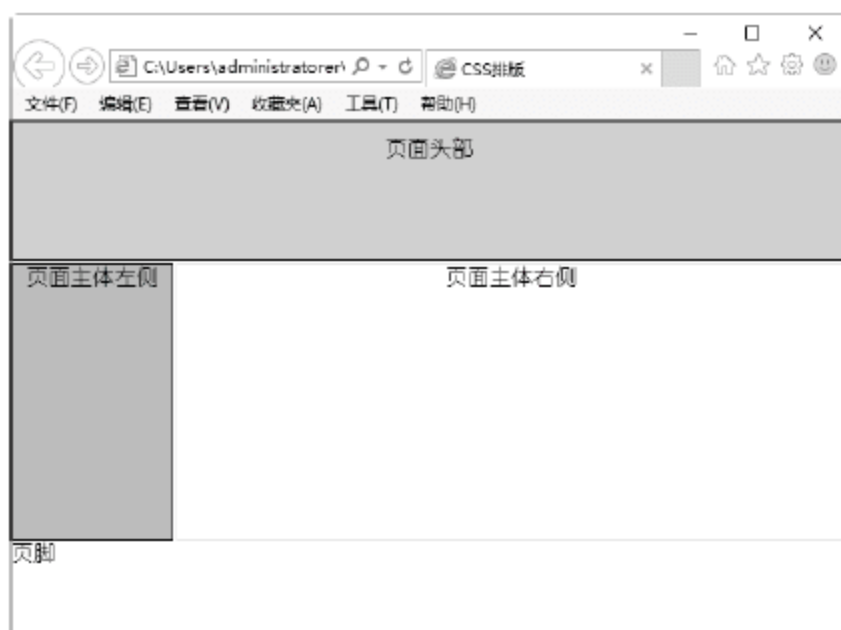 C:\Users\administratorer\
CSS排版
文件(F) 编辑(E) 查看(V) 收藏夹(A) 工具(T) 帮助(H)
页面头部
页面主体左侧
页面主体右侧
页脚